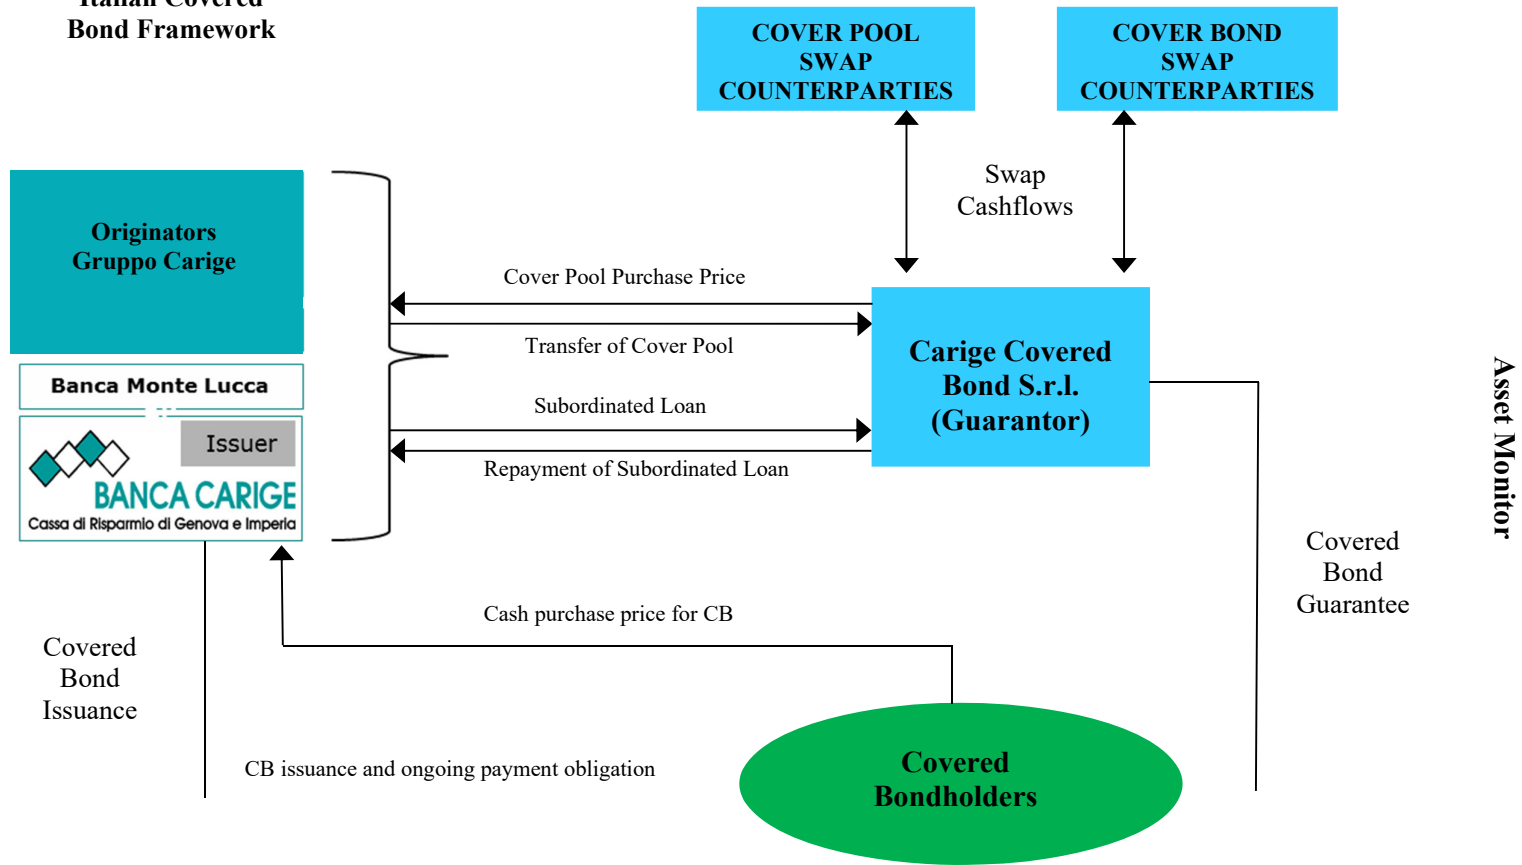 Italian Covered
Bond Framework
COVER POOL
SWAP
COUNTERPARTIES
COVER BOND
SWAP
COUNTERPARTIES
Swap
Cashflows
Originators
Gruppo Carige
Cover Pool Purchase Price
Transfer of Cover Pool
Carige Covered
Bond S.r.l.
(Guarantor)
Banca Monte Lucca
Subordinated Loan
Issuer
Repayment of Subordinated Loan
BANCA CARIGE
Cassa di Risparmio di Genova e Imperia
Asset Monitor
Covered
Bond
Guarantee
Cash purchase price for CB
Covered
Bond
Issuance
CB issuance and ongoing payment obligation
Covered
Bondholders